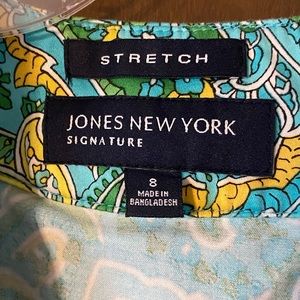 STRETCH
JONES NEW YORK
SIGNATURE
8
MADE IN
BANGLADESH